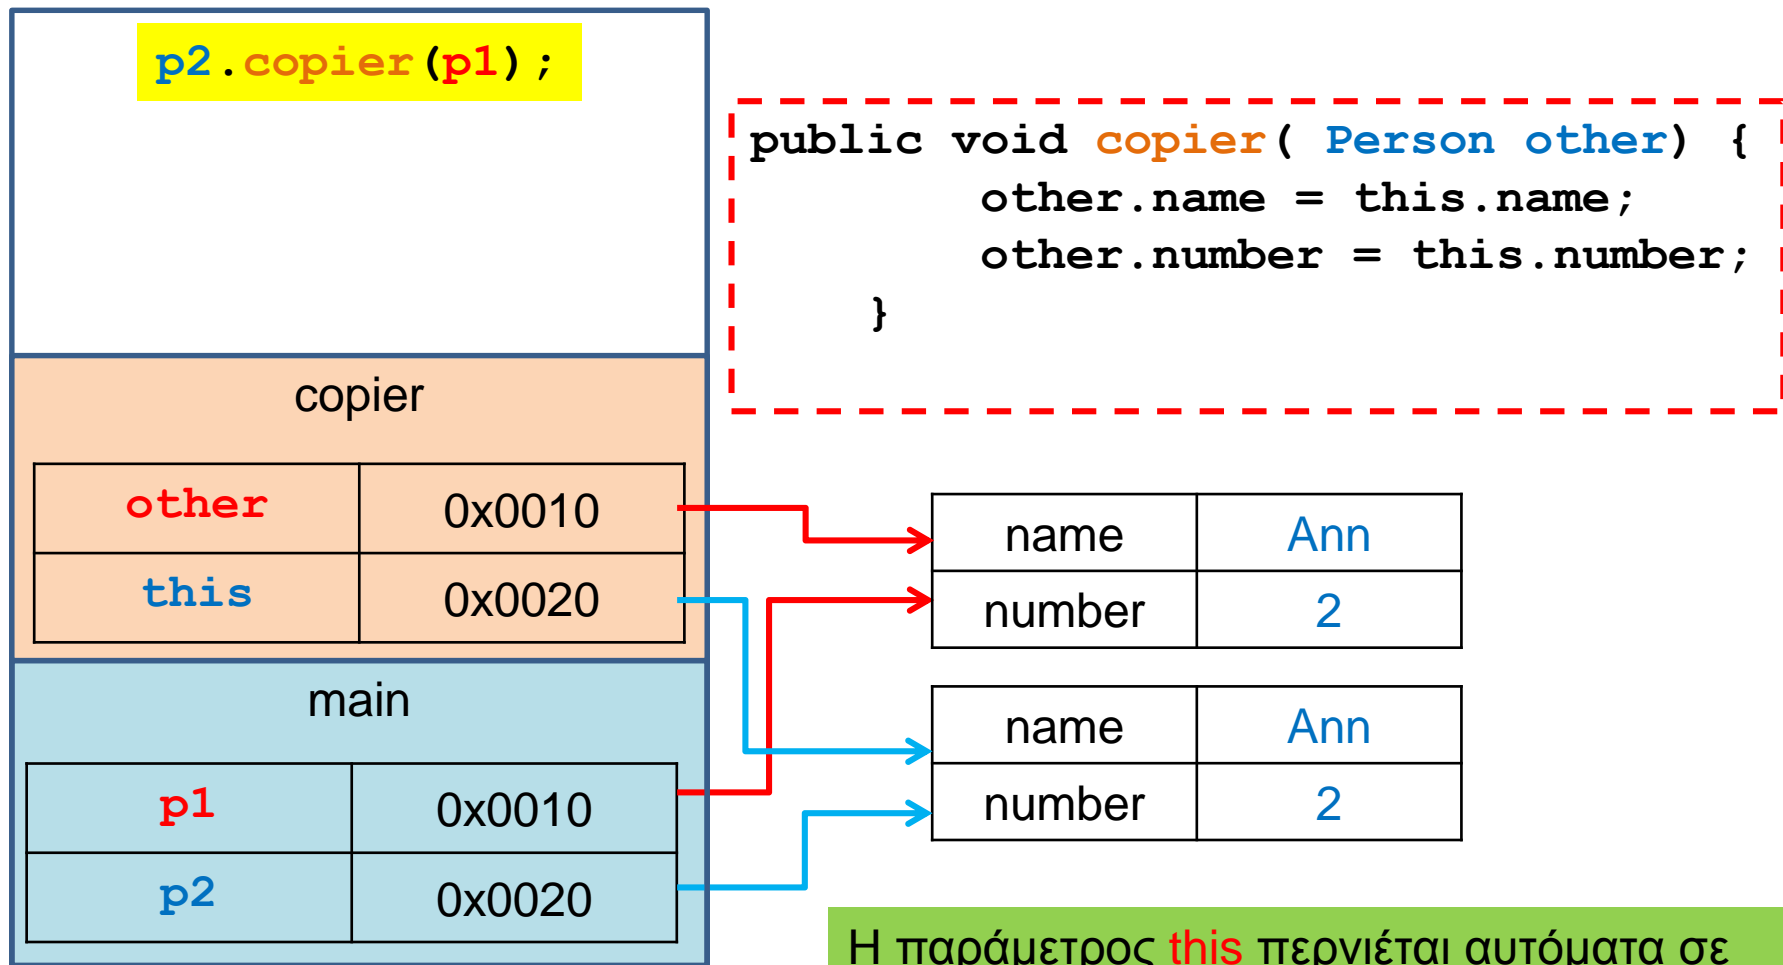 p2.copier(p1);
public void copier( Person other) {
other.name = this.name;
other.number = this.number;
}
copier
other 0x0010
this 0x0020
name Ann
number 2
main
p1 0x0010
p2 0x0020
name Ann
number 2
Η παράμετρος this περνιέται αυτόματα σε